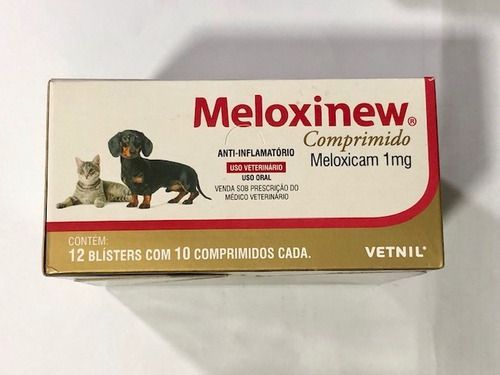 Meloxinew®
Comprimido
Meloxicam 1mg
ANTI-INFLAMATÓRIO
USO VETERINÁRIO
USO ORAL
VENDA SOB PRESCRIÇÃO DO
MÉDICO VETERINÁRIO
CONTÉM:
12 BLÍSTERS COM 10 COMPRIMIDOS CADA.
VETNIL®